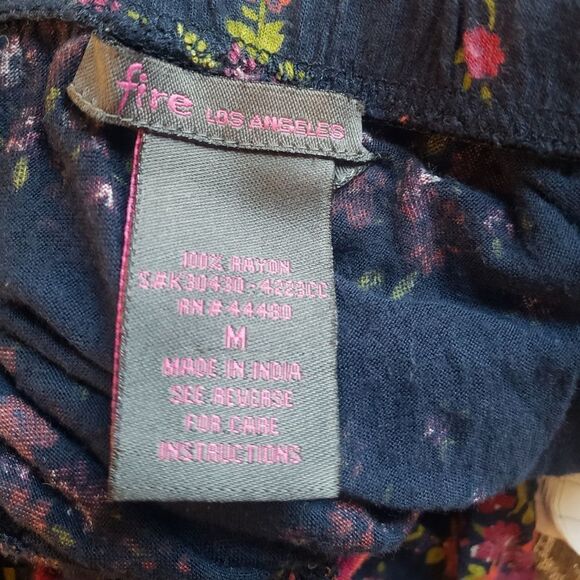 fire LOS ANGELES
100% RAYON
S#K30430-4223CC
RN# 44480
M
MADE IN INDIA
SEE REVERSE
FOR CARE
INSTRUCTIONS